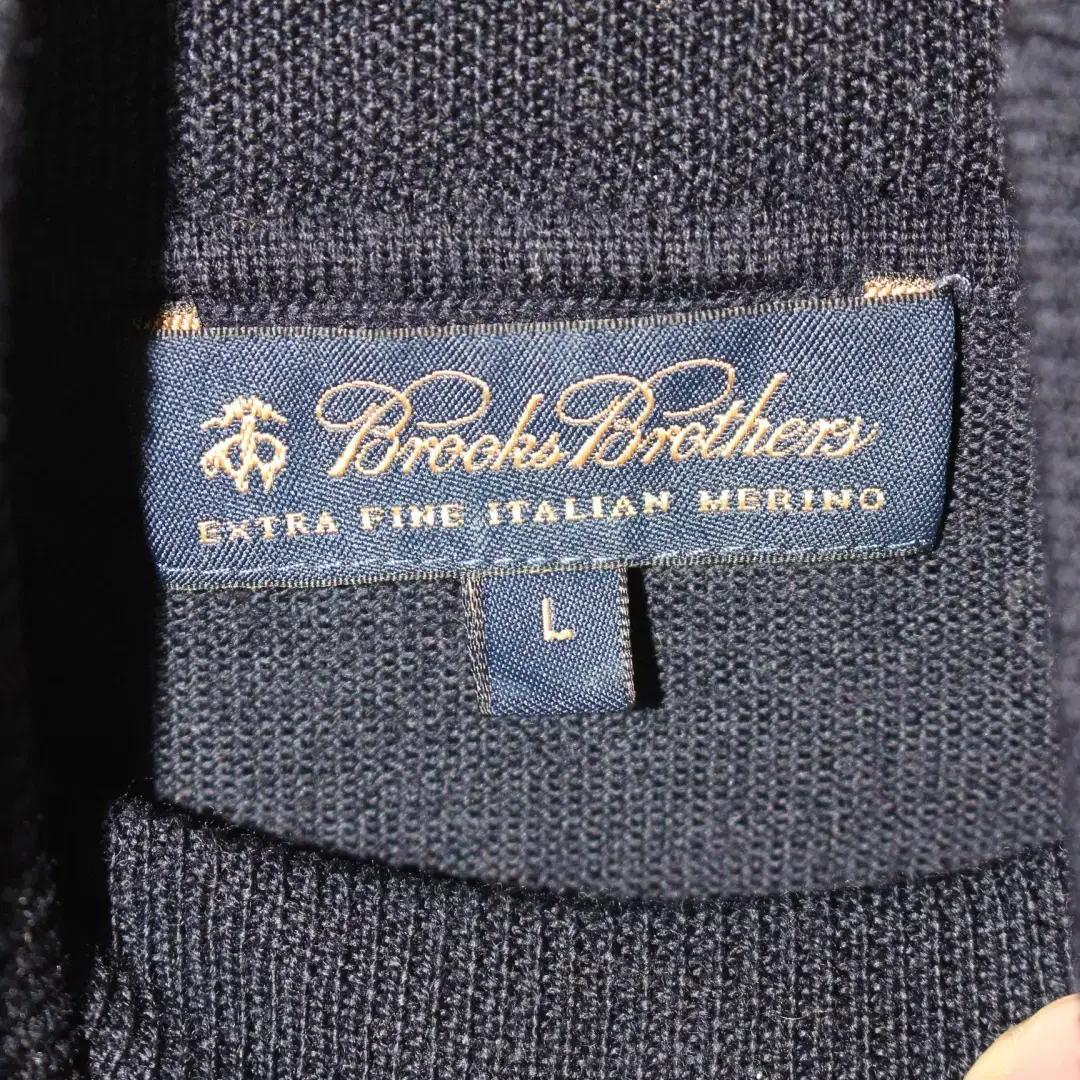 Brooks Brothers
EXTRA FINE ITALIAN MERINO
L